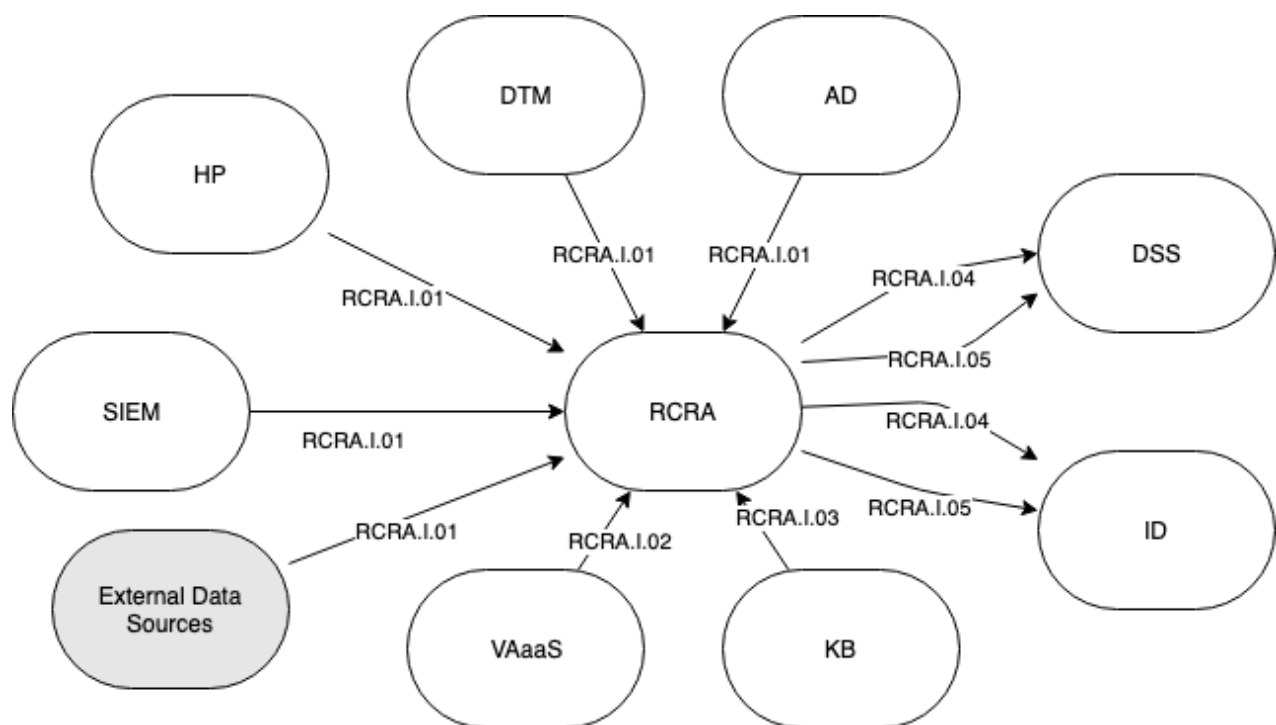 DTM
AD
HP
DSS
RCRA.I.01
RCRA.I.01
RCRA.I.04
RCRA.I.01
RCRA.I.05
SIEM
RCRA
RCRA.I.04
RCRA.I.01
RCRA.I.05
RCRA.I.03
RCRA.I.01
ID
RCRA.I.02
External Data
Sources
VAaaS
KB